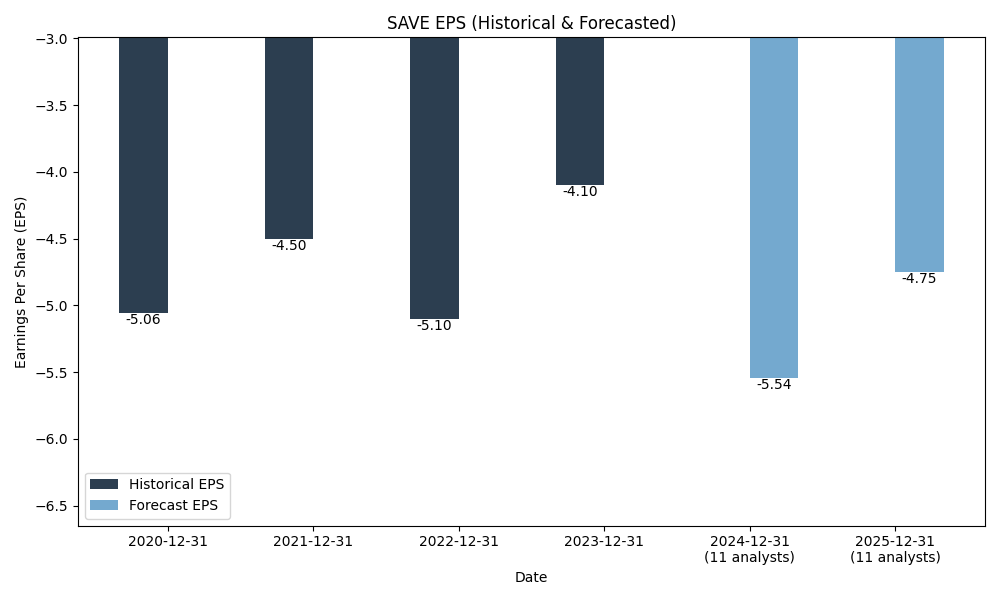 SAVE EPS (Historical & Forecasted)
Earnings Per Share (EPS)
−3.0
−3.5
−4.0
−4.5
−5.0
−5.5
−6.0
−6.5
-5.06
-4.50
-5.10
-4.10
-5.54
-4.75
Historical EPS
Forecast EPS
2020-12-31
2021-12-31
2022-12-31
2023-12-31
2024-12-31
(11 analysts)
2025-12-31
(11 analysts)
Date